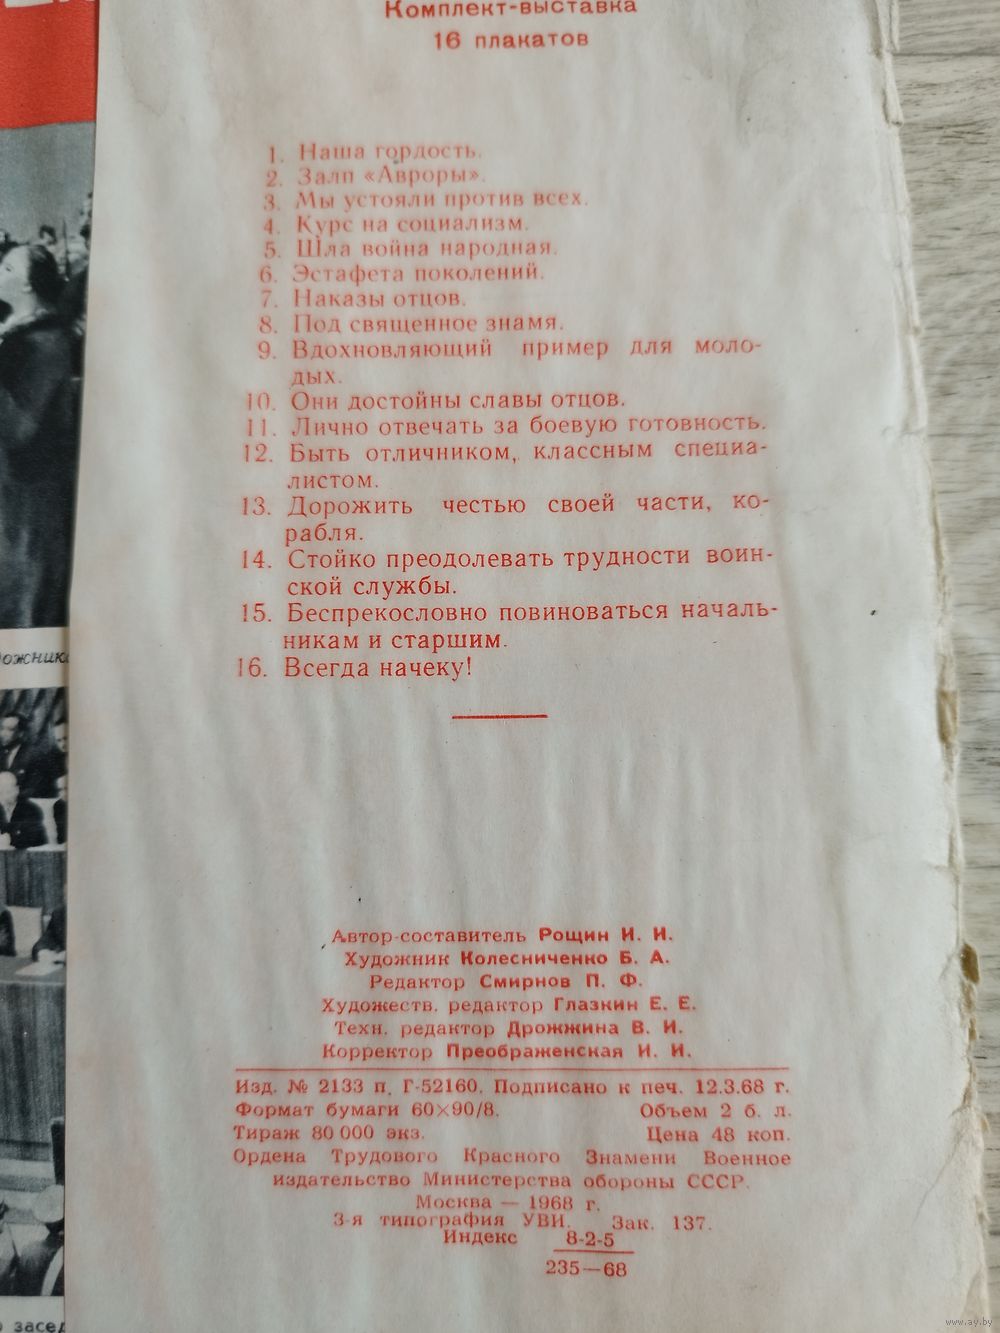 Комплект-выставка
16 плакатов
1. Наша гордость.
2. Залп «Авроры».
3. Мы устояли против всех.
4. Курс на социализм.
5. Шла война народная.
6. Эстафета поколений.
7. Наказы отцов.
8. Под священное знамя.
9. Вдохновляющий пример для моло-
дых.
10. Они достойны славы отцов.
11. Лично отвечать за боевую готовность.
12. Быть отличником, классным специа-
листом.
13. Дорожить честью своей части, ко-
рабля.
14. Стойко преодолевать трудности воин-
ской службы.
15. Беспрекословно повиноваться началь-
никам и старшим.
16. Всегда начеку!
Автор-составитель Рощин И. И.
Художник Колесниченко Б. А.
Редактор Смирнов П. Ф.
Художеств. редактор Глазкин Е. Е.
Техн. редактор Дрожжина В. И.
Корректор Преображенская И. И.
Изд. № 2133 п. Г-52160. Подписано к печ. 12.3.68 г.
Формат бумаги 60×90/8. Объем 2 б. л.
Тираж 80 000 экз. Цена 48 коп.
Ордена Трудового Красного Знамени Военное
издательство Министерства обороны СССР.
Москва — 1968 г.
3-я типография УВИ. Зак. 137.
Индекс 8-2-5
235—68
ожник
засед
www.ay.by